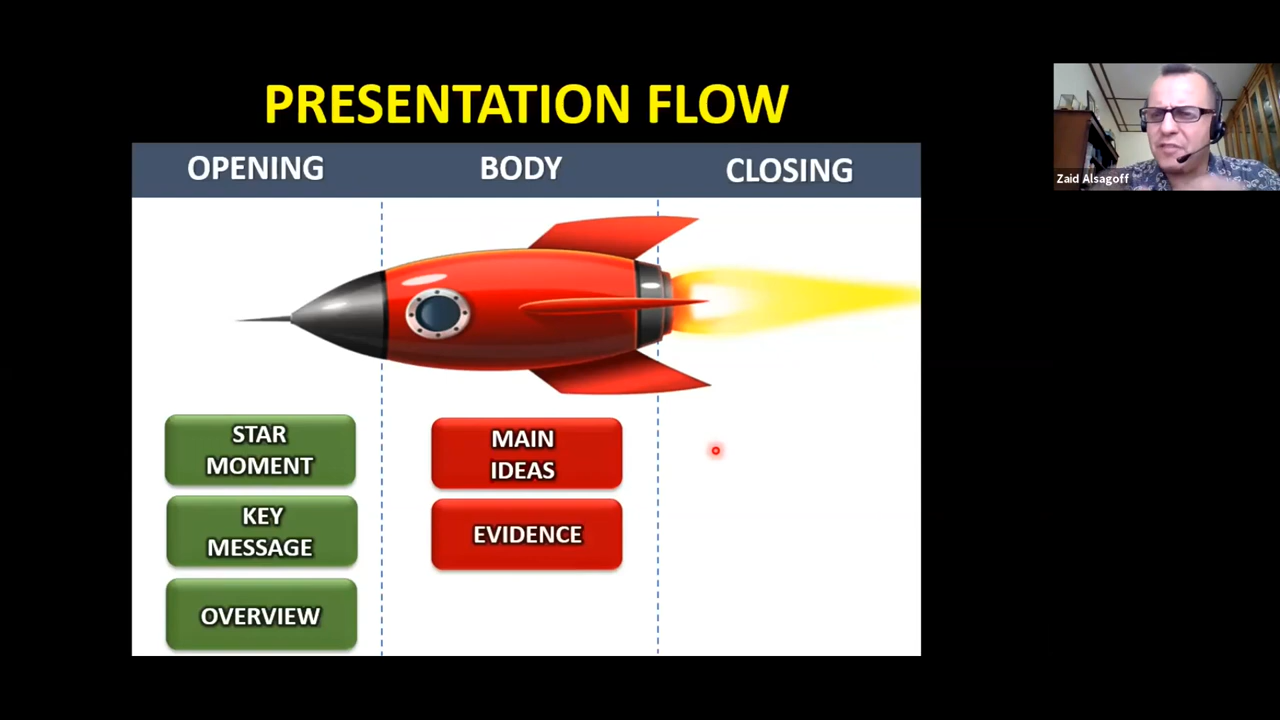 PRESENTATION FLOW
OPENING
BODY
CLOSING
STAR
MOMENT
KEY
MESSAGE
OVERVIEW
MAIN
IDEAS
EVIDENCE
Zaid Alsagoff